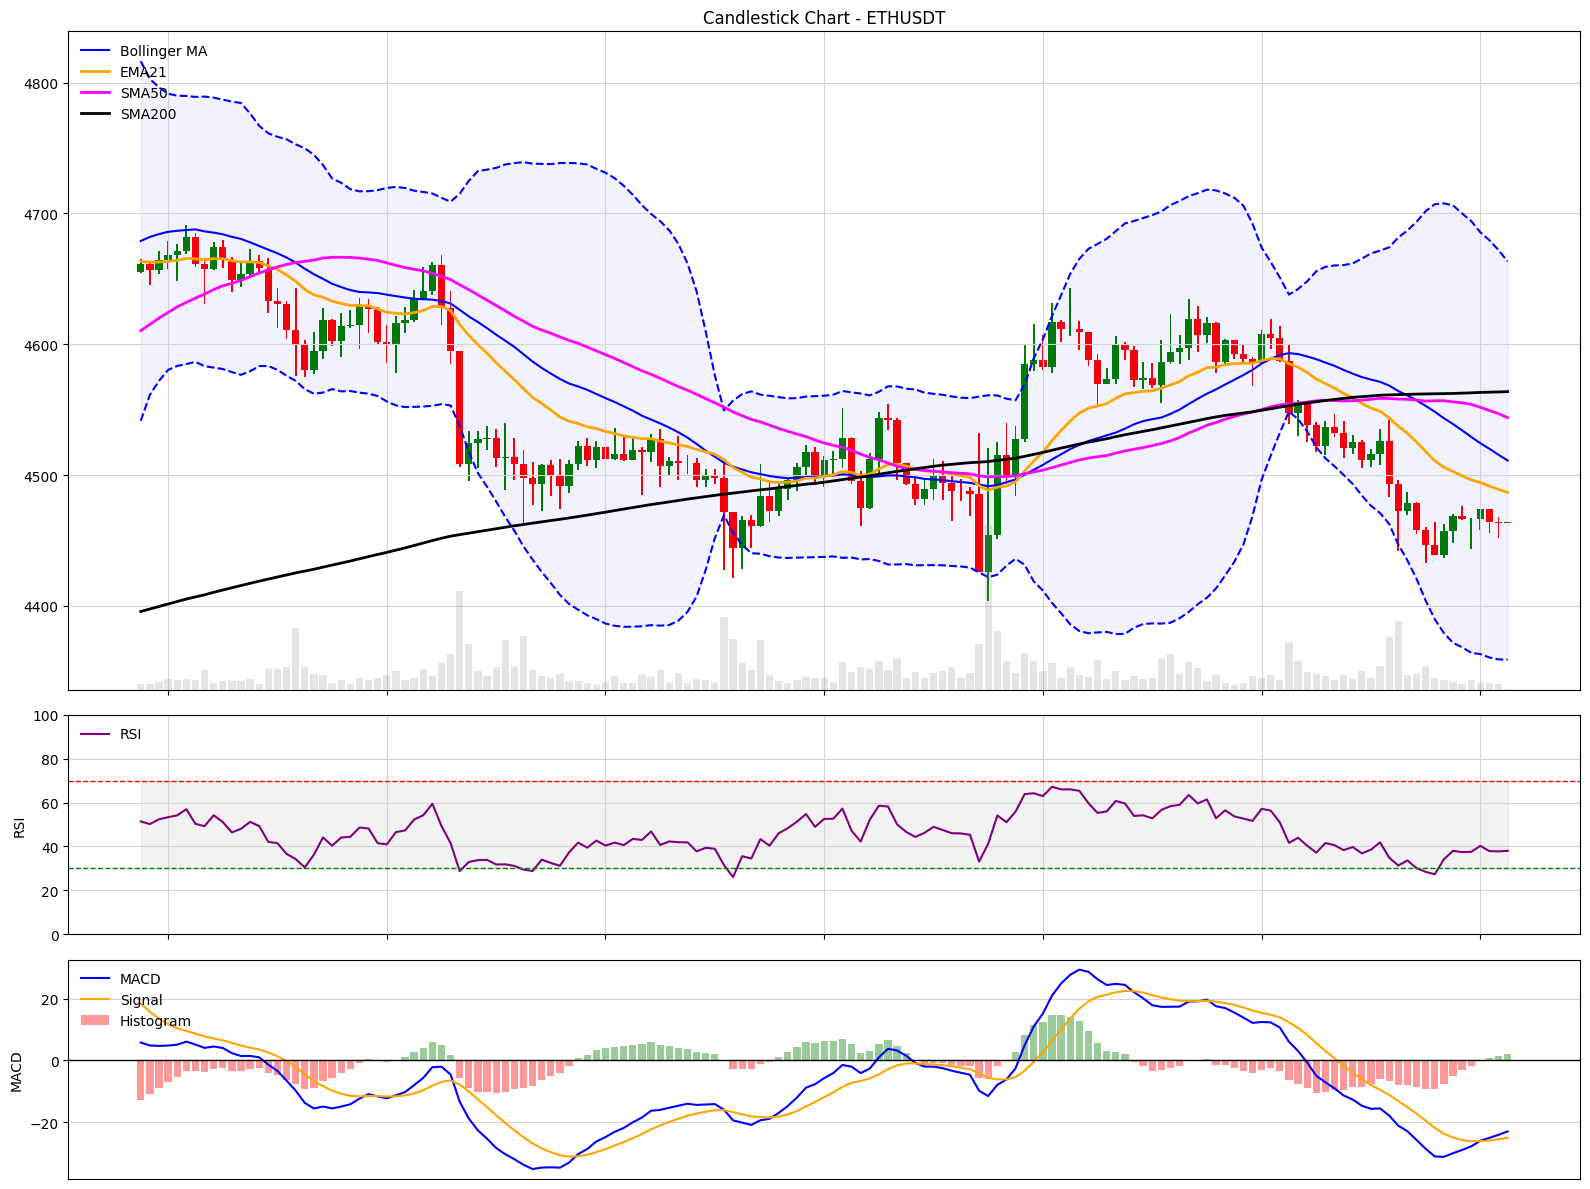 Candlestick Chart - ETHUSDT
Bollinger MA
EMA21
SMA50
SMA200
4800
4700
4600
4500
4400
RSI
100
80
60
40
20
0
RSI
MACD
Signal
Histogram
20
0
−20
MACD